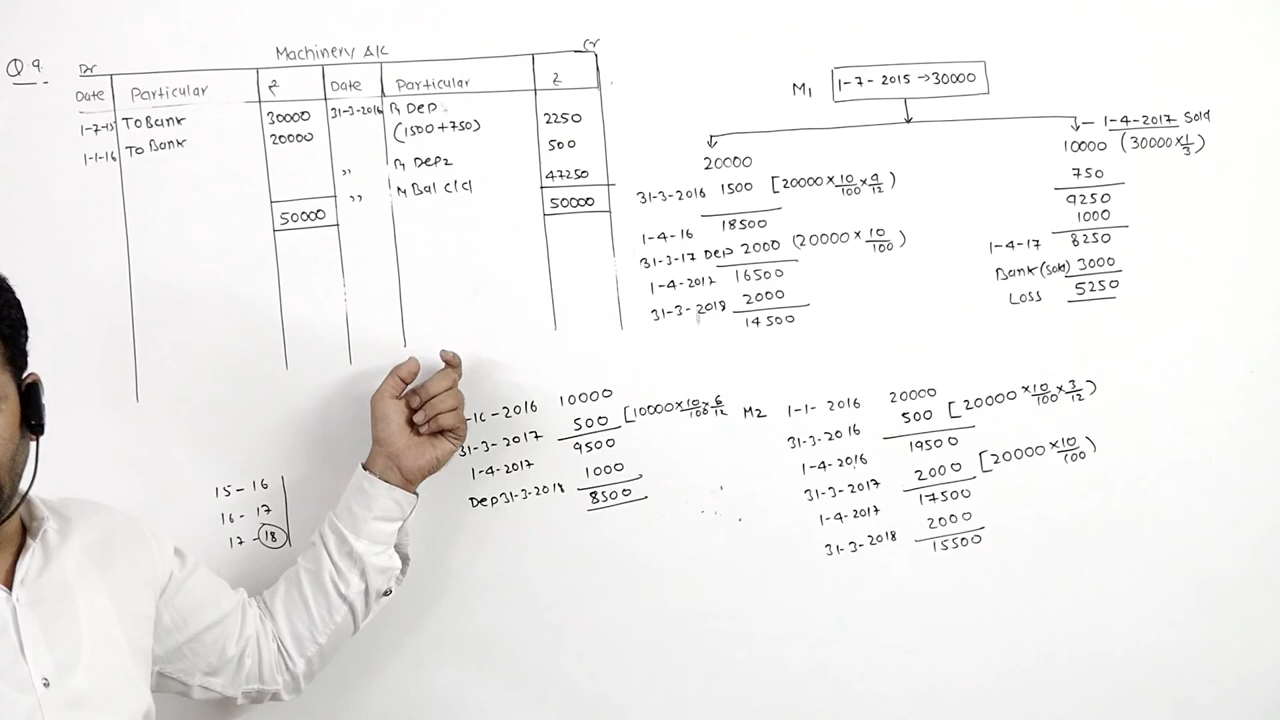 Q.9.
Machinery A/C
Dr
Cr
Date Particular ₹ Date Particular ₹
1-7-15 To Bank 30000 31-3-2016 By Dep. 2250
(1500+750)
1-1-16 To Bank 20000 ,, By Dep2 500
,, By Bal c/d 47250
50000 50000
M1 1-7-2015→30000
20000
31-3-2016 1500 [20000×10/100×9/12]
1-4-16 18500
31-3-17 Dep 2000 (20000×10/100)
1-4-2017 16500
31-3-2018 2000
14500
1-4-2017 Sold
10000 (30000×1/3)
750
9250
1000
1-4-17 8250
Bank(Sold) 3000
Loss 5250
-2016 10000
31-3-2017 500 [10000×10/100×6/12
1-4-2017 9500
Dep 31-3-2018 1000
8500
M2 1-1-2016 20000
31-3-2016 500 [20000×10/100×3/12]
1-4-2016 19500
31-3-2017 2000 [20000×10/100]
1-4-2017 17500
31-3-2018 2000
15500
15-16
16-17
17-18